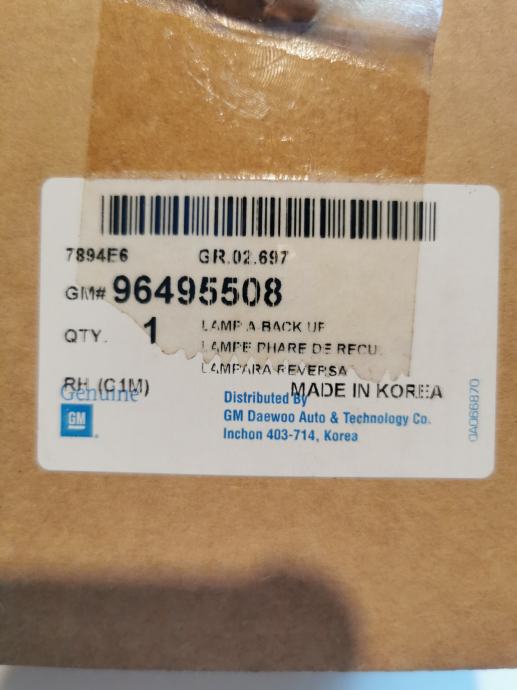 7894E6 GR.02.697
GM# 96495508
QTY. 1 LAMP A BACK UP
LAMPE PHARE DE RECU
LAMPARA REVERSA
RH (C1M) MADE IN KOREA
Genuine
GM
Distributed By
GM Daewoo Auto & Technology Co.
Inchon 403-714, Korea
0A066870